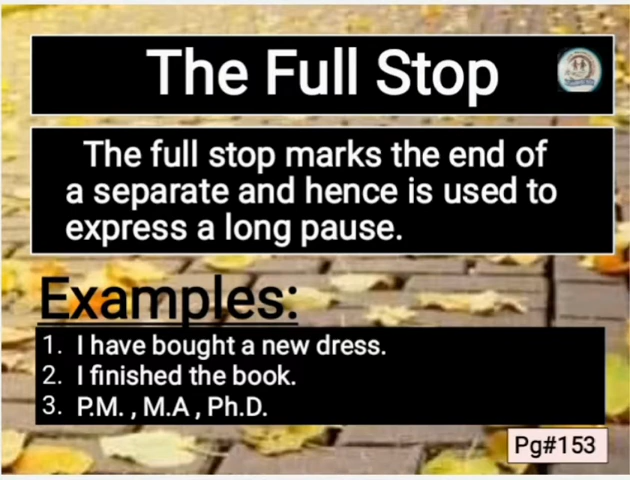 The Full Stop
The full stop marks the end of
a separate and hence is used to
express a long pause.
Examples:
1. I have bought a new dress.
2. I finished the book.
3. P.M. , M.A , Ph.D.
Pg#153